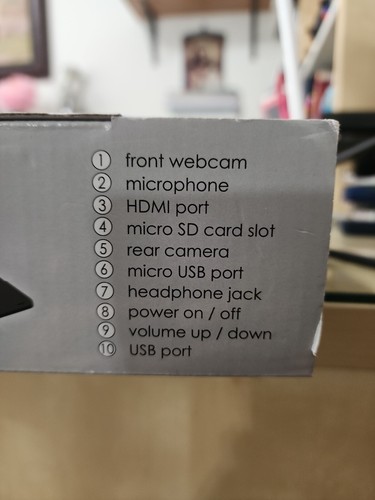 1 front webcam
2 microphone
3 HDMI port
4 micro SD card slot
5 rear camera
6 micro USB port
7 headphone jack
8 power on / off
9 volume up / down
10 USB port